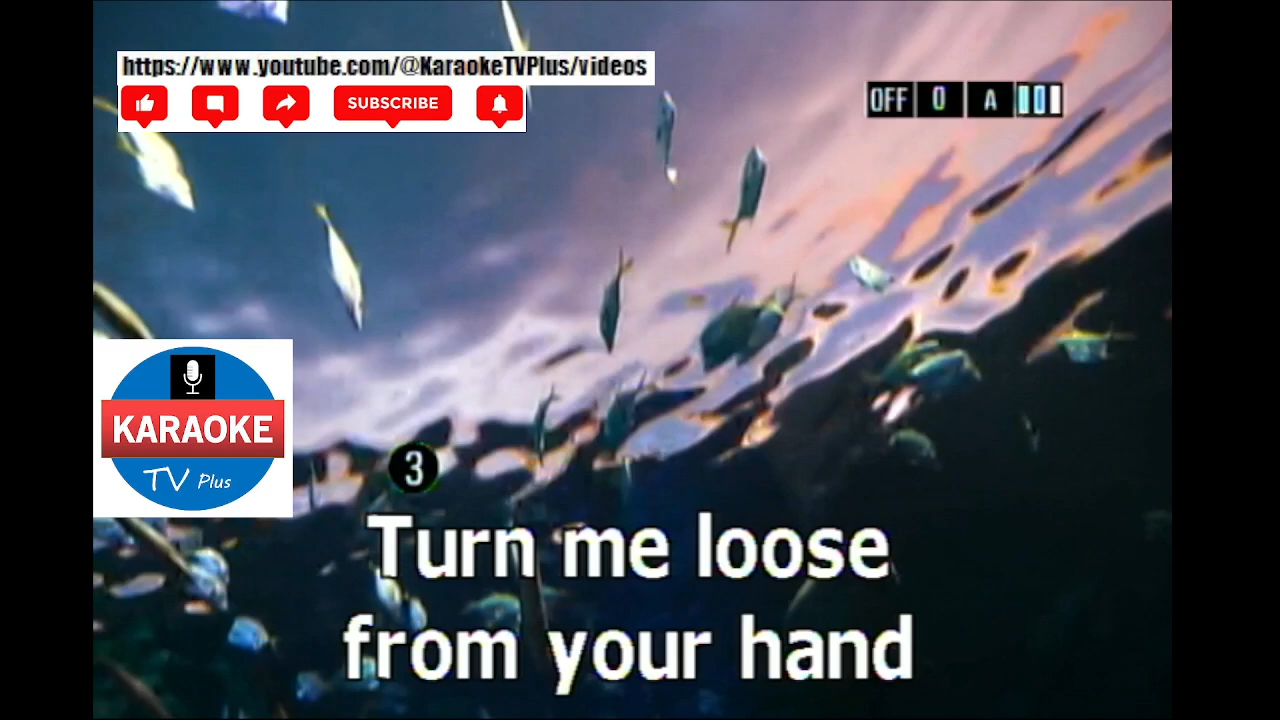 https://www.youtube.com/@KaraokeTVPlus/videos
SUBSCRIBE
OFF 0 A
KARAOKE
TV Plus
3
Turn me loose
from your hand